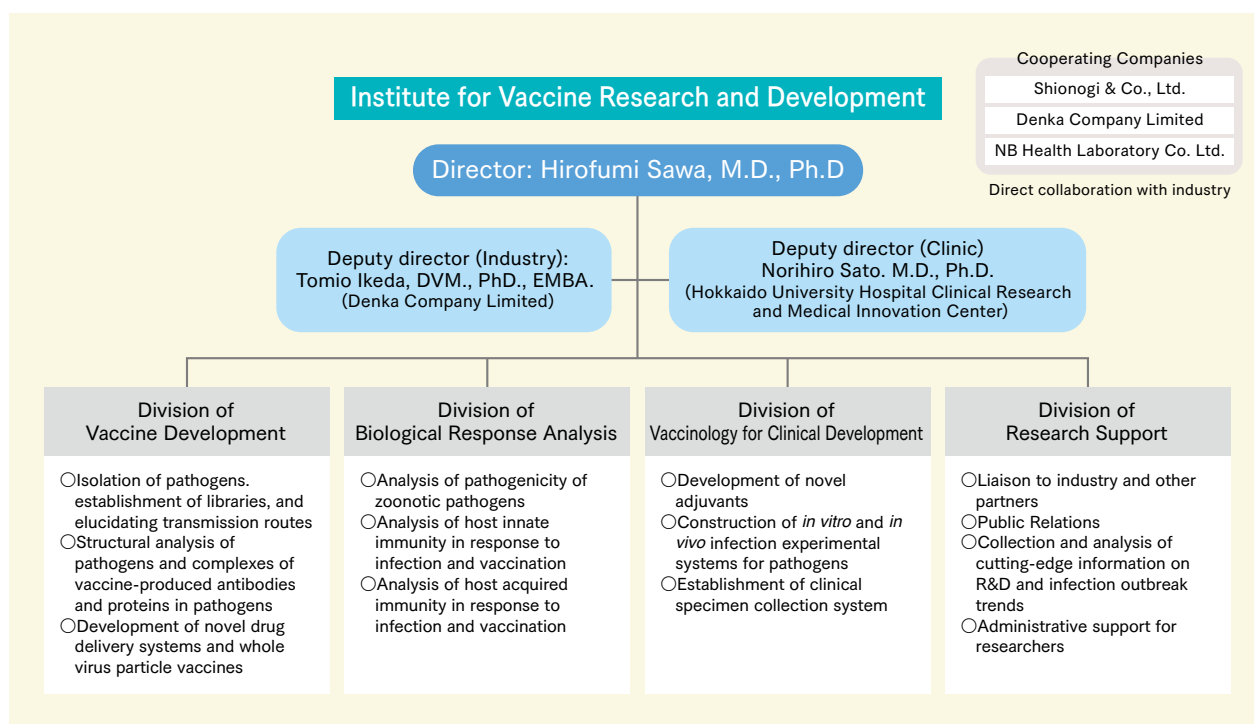 Cooperating Companies
Shionogi & Co., Ltd.
Denka Company Limited
NB Health Laboratory Co. Ltd.
Direct collaboration with industry
Institute for Vaccine Research and Development
Director: Hirofumi Sawa, M.D., Ph.D
Deputy director (Industry):
Tomio Ikeda, DVM., PhD., EMBA.
(Denka Company Limited)
Deputy director (Clinic)
Norihiro Sato. M.D., Ph.D.
(Hokkaido University Hospital Clinical Research
and Medical Innovation Center)
Division of
Vaccine Development
○Isolation of pathogens.
establishment of libraries, and
elucidating transmission routes
○Structural analysis of
pathogens and complexes of
vaccine-produced antibodies
and proteins in pathogens
○Development of novel drug
delivery systems and whole
virus particle vaccines
Division of
Biological Response Analysis
○Analysis of pathogenicity of
zoonotic pathogens
○Analysis of host innate
immunity in response to
infection and vaccination
○Analysis of host acquired
immunity in response to
infection and vaccination
Division of
Vaccinology for Clinical Development
○Development of novel
adjuvants
○Construction of in vitro and in
vivo infection experimental
systems for pathogens
○Establishment of clinical
specimen collection system
Division of
Research Support
○Liaison to industry and other
partners
○Public Relations
○Collection and analysis of
cutting-edge information on
R&D and infection outbreak
trends
○Administrative support for
researchers